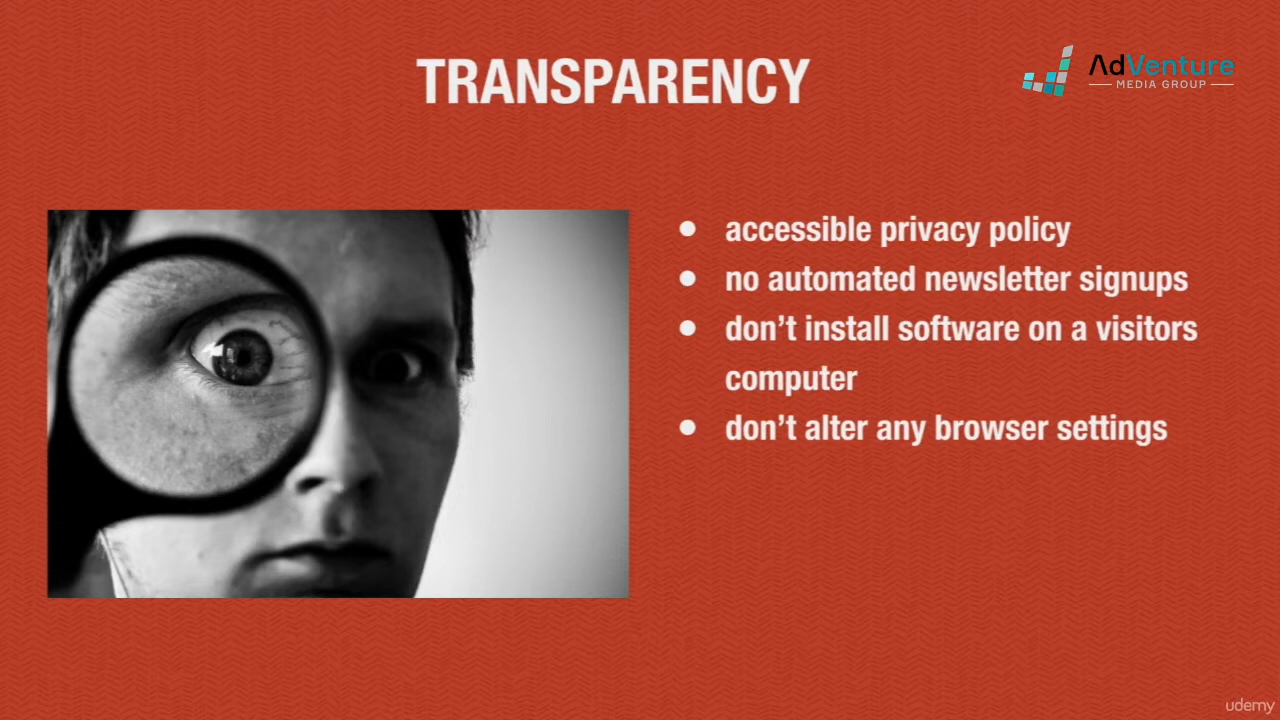 TRANSPARENCY
AdVenture
MEDIA GROUP
accessible privacy policy
no automated newsletter signups
don’t install software on a visitors
computer
don’t alter any browser settings
udemy